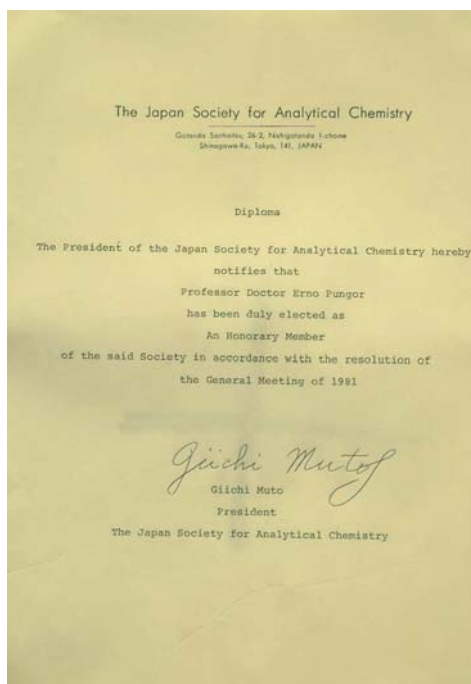 The Japan Society for Analytical Chemistry
Gotanda Sanhaitsu, 26-2, Nishigotanda 1-chome
Shinagawa-Ku, Tokyo, 141, JAPAN
Diploma
The President of the Japan Society for Analytical Chemistry hereby
notifies that
Professor Doctor Erno Pungor
has been duly elected as
An Honorary Member
of the said Society in accordance with the resolution of
the General Meeting of 1981
Giichi Muto
Giichi Muto
President
The Japan Society for Analytical Chemistry